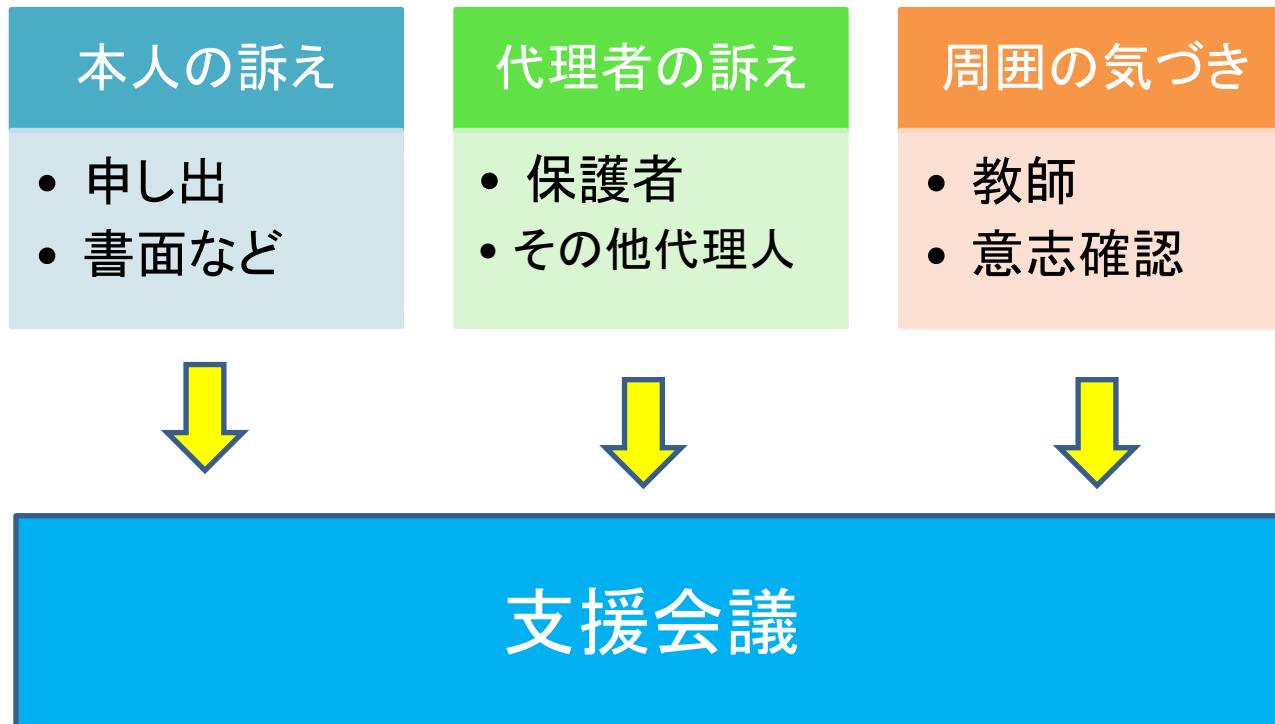 本人の訴え
• 申し出
• 書面など
代理者の訴え
• 保護者
• その他代理人
周囲の気づき
• 教師
• 意志確認
支援会議